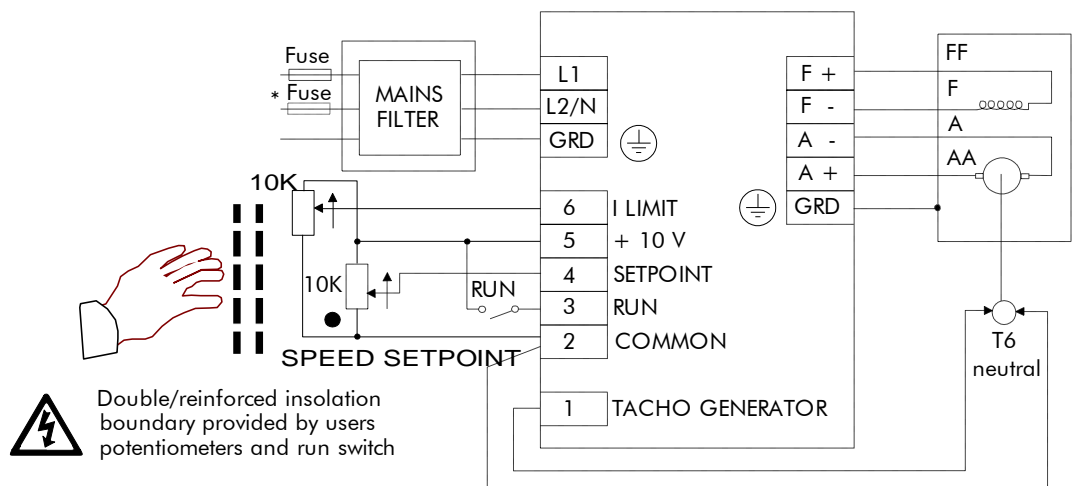 Fuse
* Fuse
MAINS
FILTER
L1
L2/N
GRD
F +
F -
A -
A +
GRD
FF
F
A
AA
10K
6 I LIMIT
5 + 10 V
10K
4 SETPOINT
RUN
3 RUN
2 COMMON
SPEED SETPOINT
T6
neutral
1 TACHO GENERATOR
Double/reinforced insolation
boundary provided by users
potentiometers and run switch